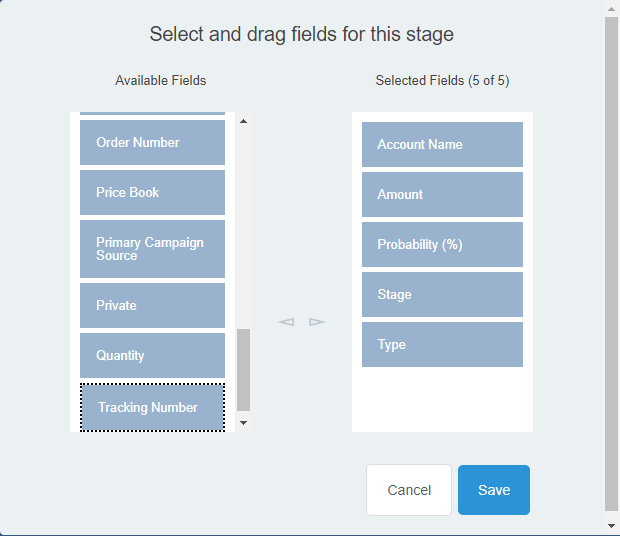 Select and drag fields for this stage
Available Fields
Selected Fields (5 of 5)
Order Number
Price Book
Primary Campaign
Source
Private
Quantity
Tracking Number
Account Name
Amount
Probability (%)
Stage
Type
Cancel
Save